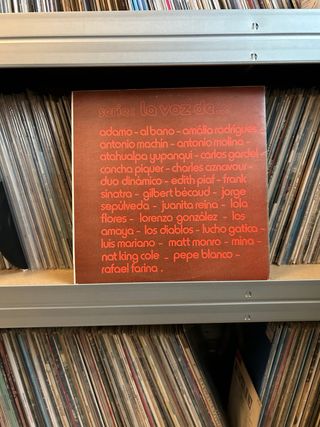 serie: la voz de...
adamo - al bano - amália rodrigues -
antonio machin - antonio molina -
atahualpa yupanqui - carlos gardel -
concha piquer - charles aznavour -
duo dinámico - edith piaf - frank
sinatra - gilbert bécaud - jorge
sepúlveda - juanita reina - lola
flores - lorenzo gonzález - los
amaya - los diablos - lucho gatica -
luis mariano - matt monro - mina -
nat king cole - pepe blanco -
rafael farina .